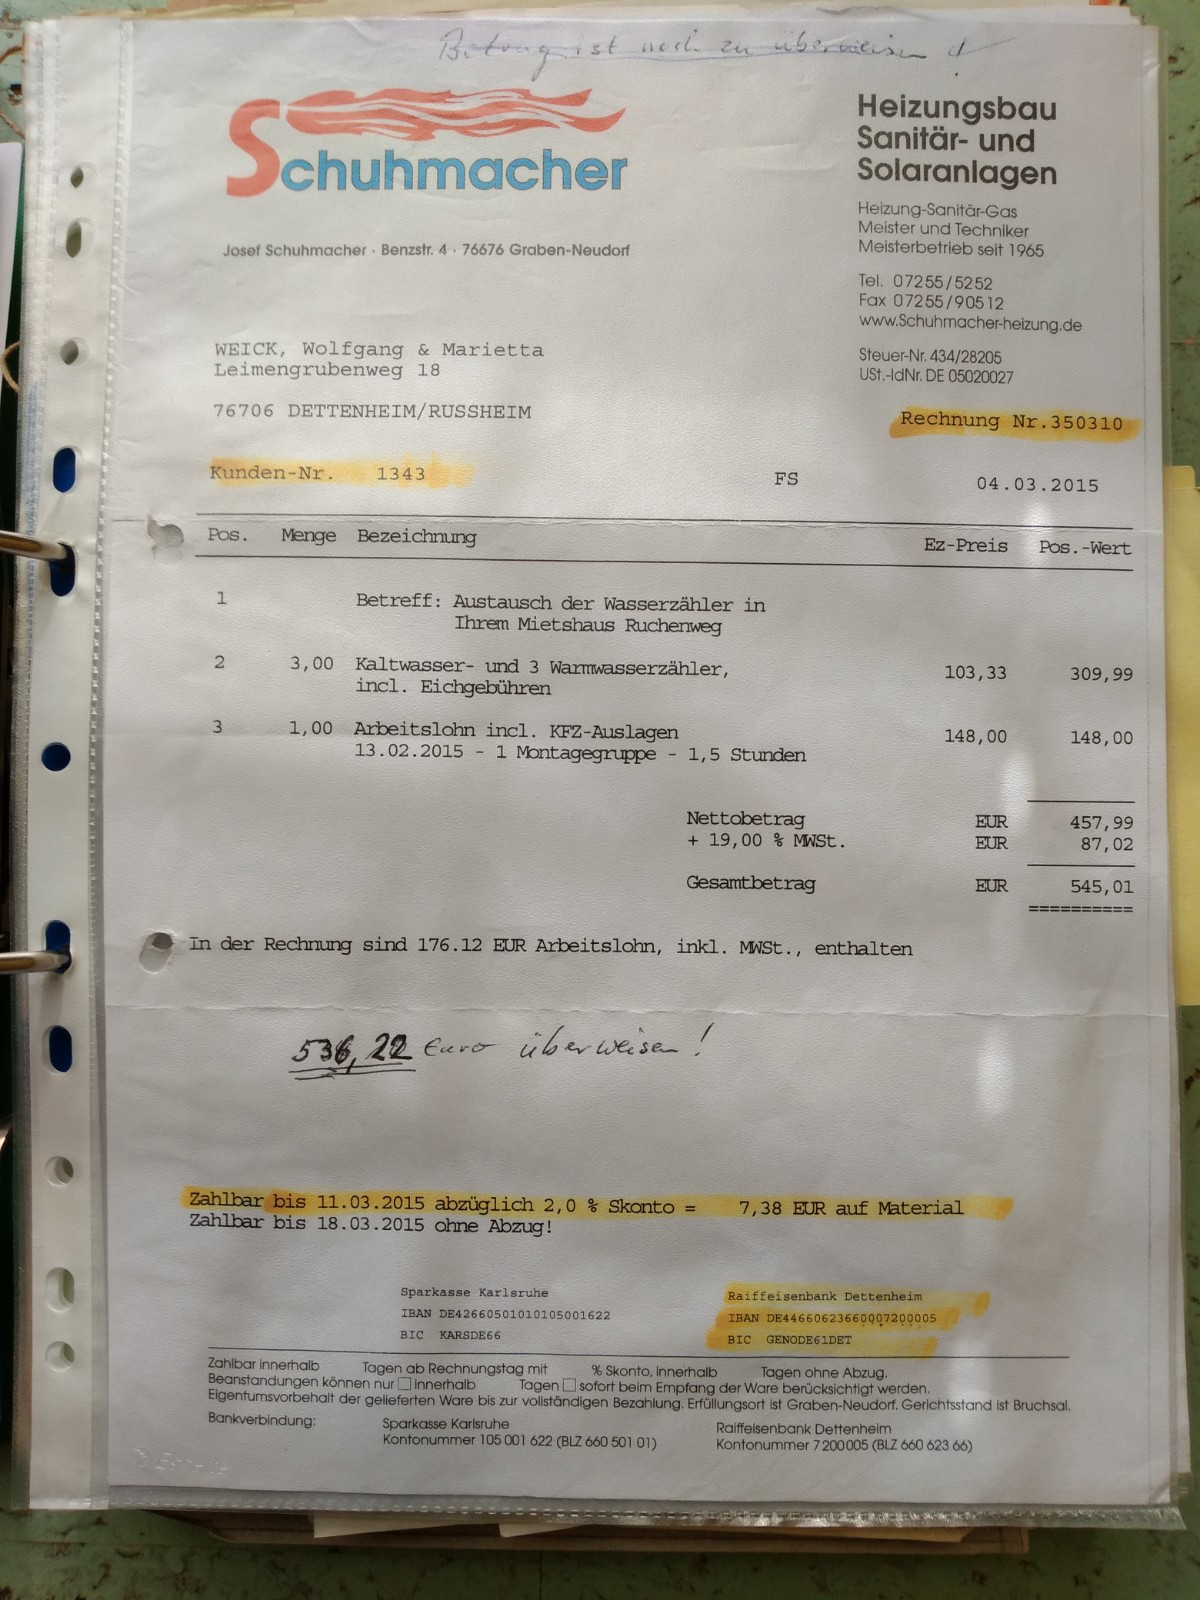 Betrag ist noch zu überweisen !
Schuhmacher
Heizungsbau
Sanitär- und
Solaranlagen
Heizung-Sanitär-Gas
Meister und Techniker
Meisterbetrieb seit 1965
Josef Schuhmacher · Benzstr. 4 · 76676 Graben-Neudorf
Tel. 07255/5252
Fax 07255/90512
www.Schuhmacher-heizung.de
WEICK, Wolfgang & Marietta
Leimengrubenweg 18
76706 DETTENHEIM/RUSSHEIM
Steuer-Nr. 434/28205
USt.-IdNr. DE 05020027
Rechnung Nr.350310
Kunden-Nr. 1343 FS 04.03.2015
Pos. Menge Bezeichnung Ez-Preis Pos.-Wert
1 Betreff: Austausch der Wasserzähler in
Ihrem Mietshaus Ruchenweg
2 3,00 Kaltwasser- und 3 Warmwasserzähler, 103,33 309,99
incl. Eichgebühren
3 1,00 Arbeitslohn incl. KFZ-Auslagen 148,00 148,00
13.02.2015 - 1 Montagegruppe - 1,5 Stunden
Nettobetrag EUR 457,99
+ 19,00 % MWSt. EUR 87,02
Gesamtbetrag EUR 545,01
==========
In der Rechnung sind 176.12 EUR Arbeitslohn, inkl. MWSt., enthalten
536,22 Euro überweisen !
Zahlbar bis 11.03.2015 abzüglich 2,0 % Skonto = 7,38 EUR auf Material
Zahlbar bis 18.03.2015 ohne Abzug!
Sparkasse Karlsruhe Raiffeisenbank Dettenheim
IBAN DE42660501010105001622 IBAN DE44660623660007200005
BIC KARSDE66 BIC GENODE61DET
Zahlbar innerhalb Tagen ab Rechnungstag mit % Skonto, innerhalb Tagen ohne Abzug.
Beanstandungen können nur □ innerhalb Tagen □ sofort beim Empfang der Ware berücksichtigt werden.
Eigentumsvorbehalt der gelieferten Ware bis zur vollständigen Bezahlung. Erfüllungsort ist Graben-Neudorf. Gerichtsstand ist Bruchsal.
Bankverbindung: Sparkasse Karlsruhe Raiffeisenbank Dettenheim
Kontonummer 105 001 622 (BLZ 660 501 01) Kontonummer 7 200 005 (BLZ 660 623 66)